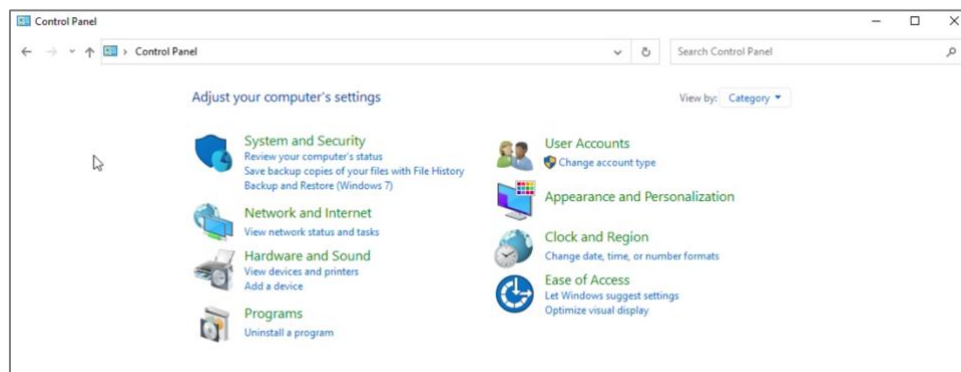 Control Panel
Control Panel
Search Control Panel
Adjust your computer's settings
View by: Category
System and Security
Review your computer's status
Save backup copies of your files with File History
Backup and Restore (Windows 7)
Network and Internet
View network status and tasks
Hardware and Sound
View devices and printers
Add a device
Programs
Uninstall a program
User Accounts
Change account type
Appearance and Personalization
Clock and Region
Change date, time, or number formats
Ease of Access
Let Windows suggest settings
Optimize visual display